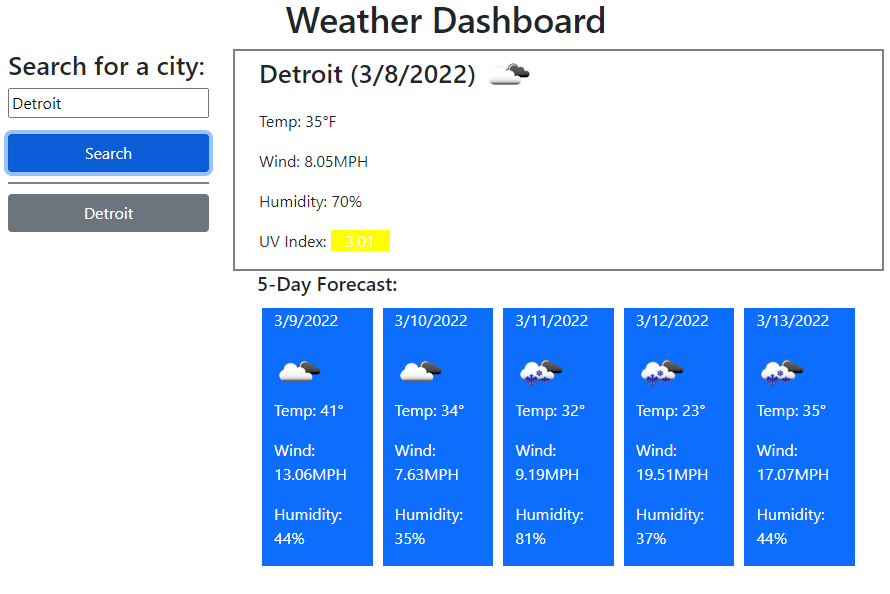 Weather Dashboard
Search for a city:
Detroit
Search
Detroit
Detroit (3/8/2022)
Temp: 35°F
Wind: 8.05MPH
Humidity: 70%
UV Index: 3.01
5-Day Forecast:
3/9/2022
Temp: 41°
Wind:
13.06MPH
Humidity:
44%
3/10/2022
Temp: 34°
Wind:
7.63MPH
Humidity:
35%
3/11/2022
Temp: 32°
Wind:
9.19MPH
Humidity:
81%
3/12/2022
Temp: 23°
Wind:
19.51MPH
Humidity:
37%
3/13/2022
Temp: 35°
Wind:
17.07MPH
Humidity:
44%